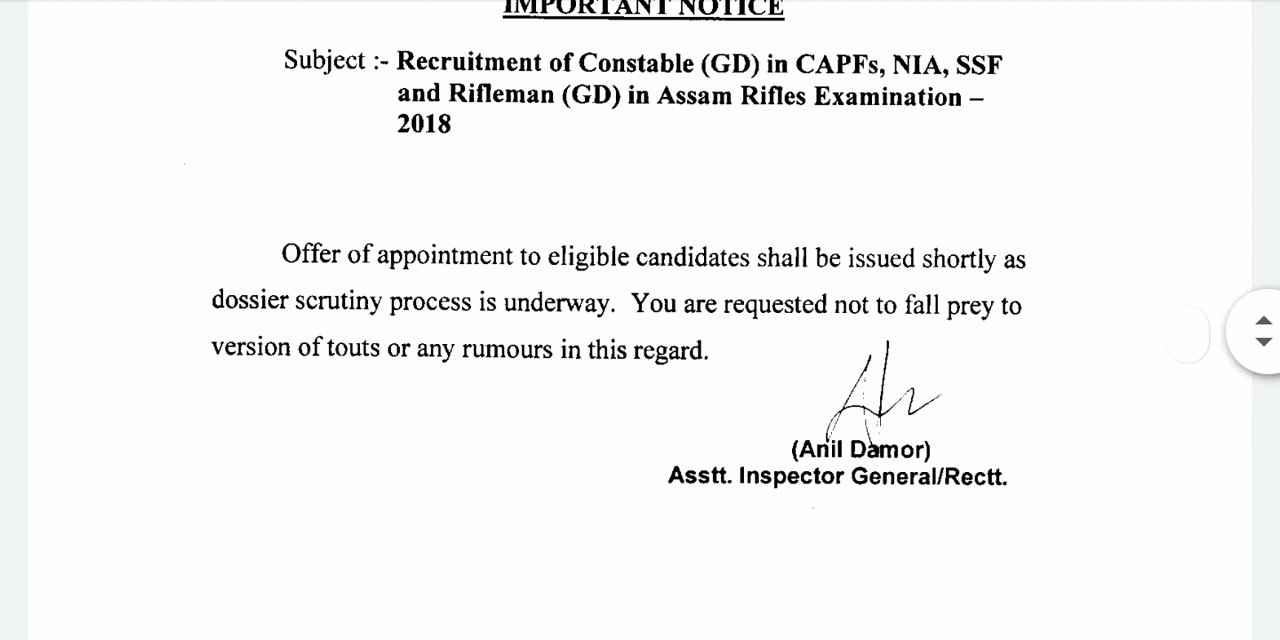 IMPORTANT NOTICE
Subject :- Recruitment of Constable (GD) in CAPFs, NIA, SSF
and Rifleman (GD) in Assam Rifles Examination –
2018
Offer of appointment to eligible candidates shall be issued shortly as
dossier scrutiny process is underway. You are requested not to fall prey to
version of touts or any rumours in this regard.
(Anil Damor)
Asstt. Inspector General/Rectt.